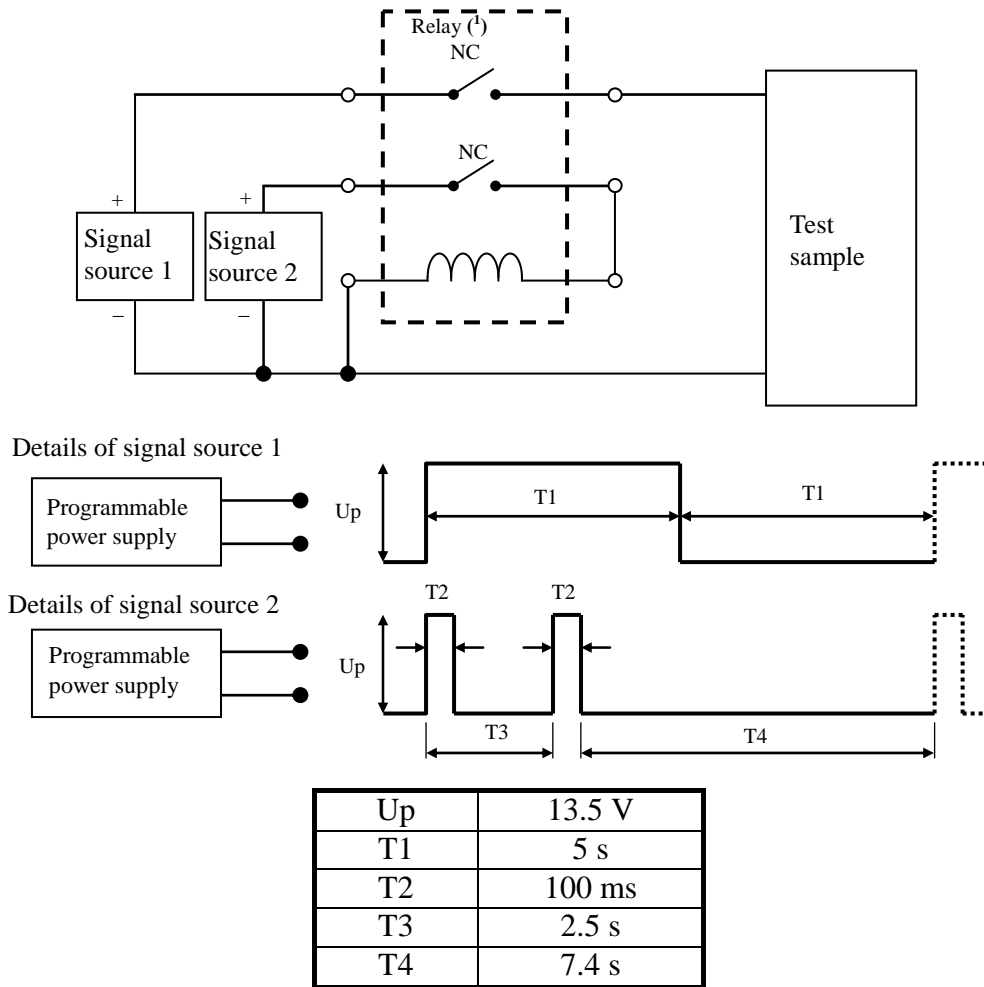 Relay (¹)
NC
NC
+
+
Signal
source 1
Signal
source 2
−
−
Test
sample
Details of signal source 1
Programmable
power supply
Up
T1
T1
Details of signal source 2
T2
T2
Programmable
power supply
Up
T3
T4
Up 13.5 V
T1 5 s
T2 100 ms
T3 2.5 s
T4 7.4 s